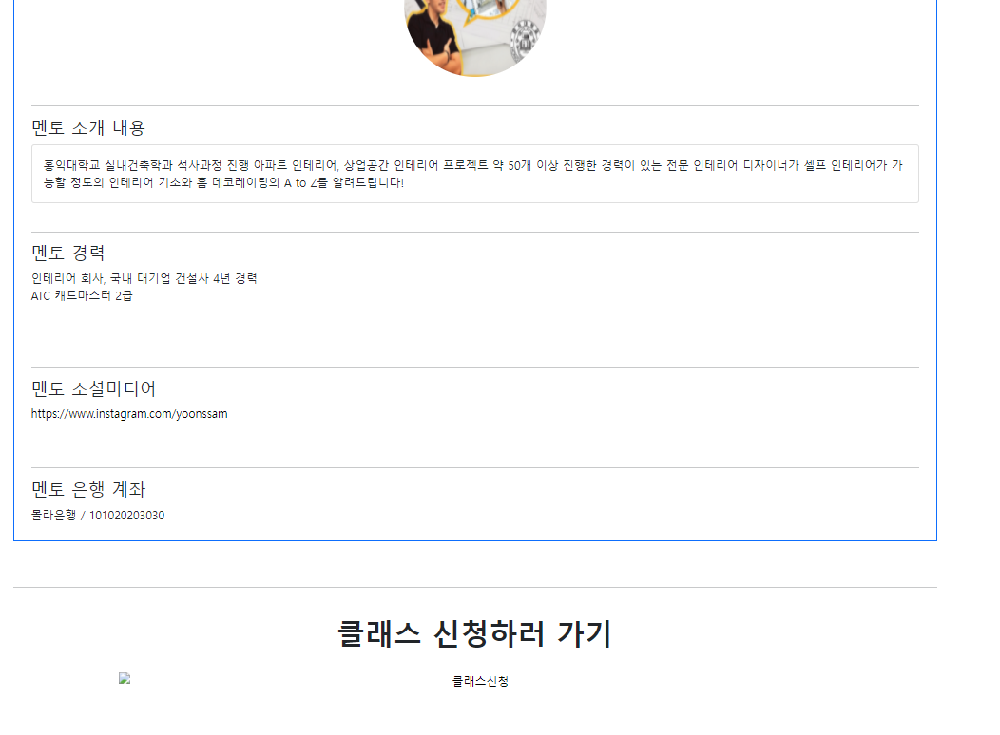 멘토 소개 내용
홍익대학교 실내건축학과 석사과정 진행 아파트 인테리어, 상업공간 인테리어 프로젝트 약 50개 이상 진행한 경력이 있는 전문 인테리어 디자이너가 셀프 인테리어가 가
능할 정도의 인테리어 기초와 홈 데코레이팅의 A to Z를 알려드립니다!
멘토 경력
인테리어 회사, 국내 대기업 건설사 4년 경력
ATC 캐드마스터 2급
멘토 소셜미디어
https://www.instagram.com/yoonssam
멘토 은행 계좌
몰라은행 / 101020203030
클래스 신청하러 가기
클래스신청